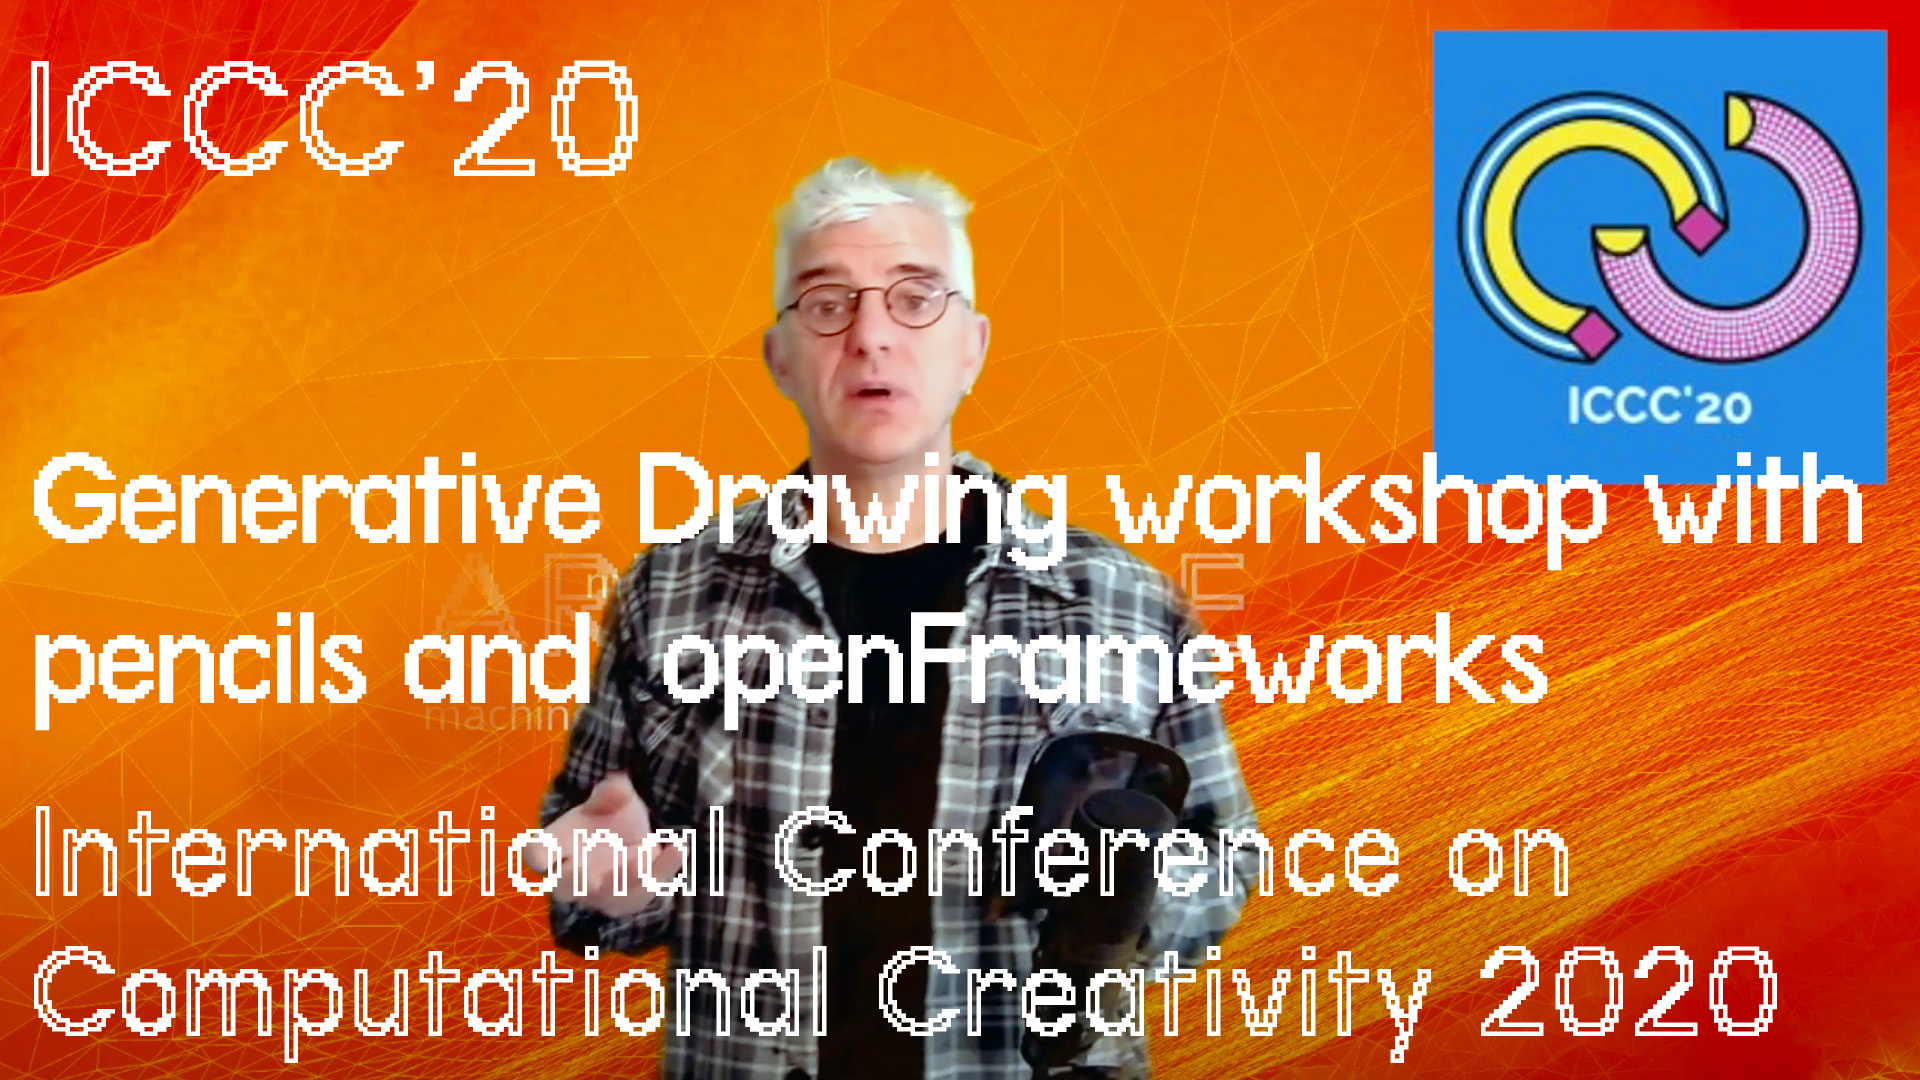 ICCC’20
ICCC'20
Generative Drawing workshop with
pencils and openFrameworks
International Conference on
Computational Creativity 2020